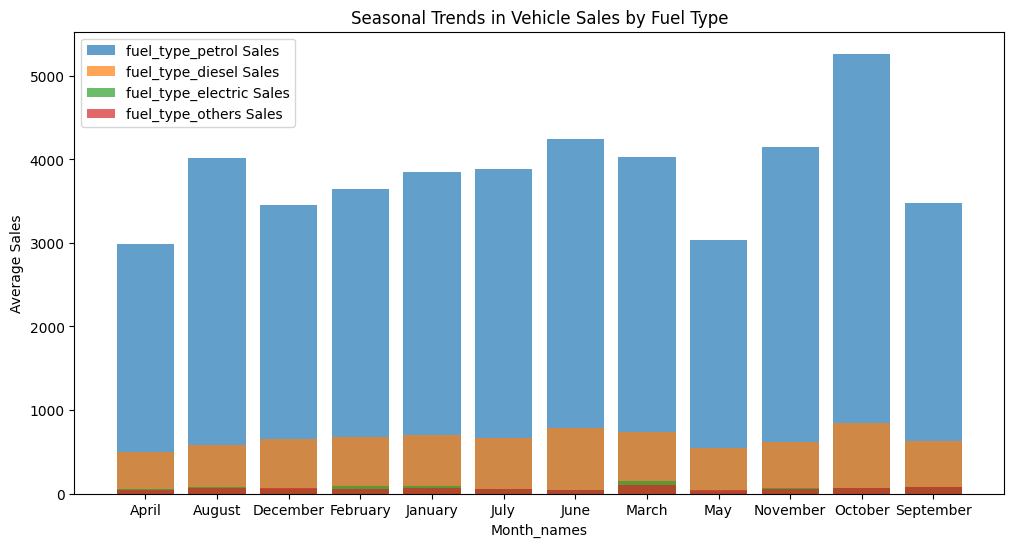 Seasonal Trends in Vehicle Sales by Fuel Type
fuel_type_petrol Sales
fuel_type_diesel Sales
fuel_type_electric Sales
fuel_type_others Sales
5000
4000
3000
2000
1000
0
Average Sales
April August December February January July June March May November October September
Month_names